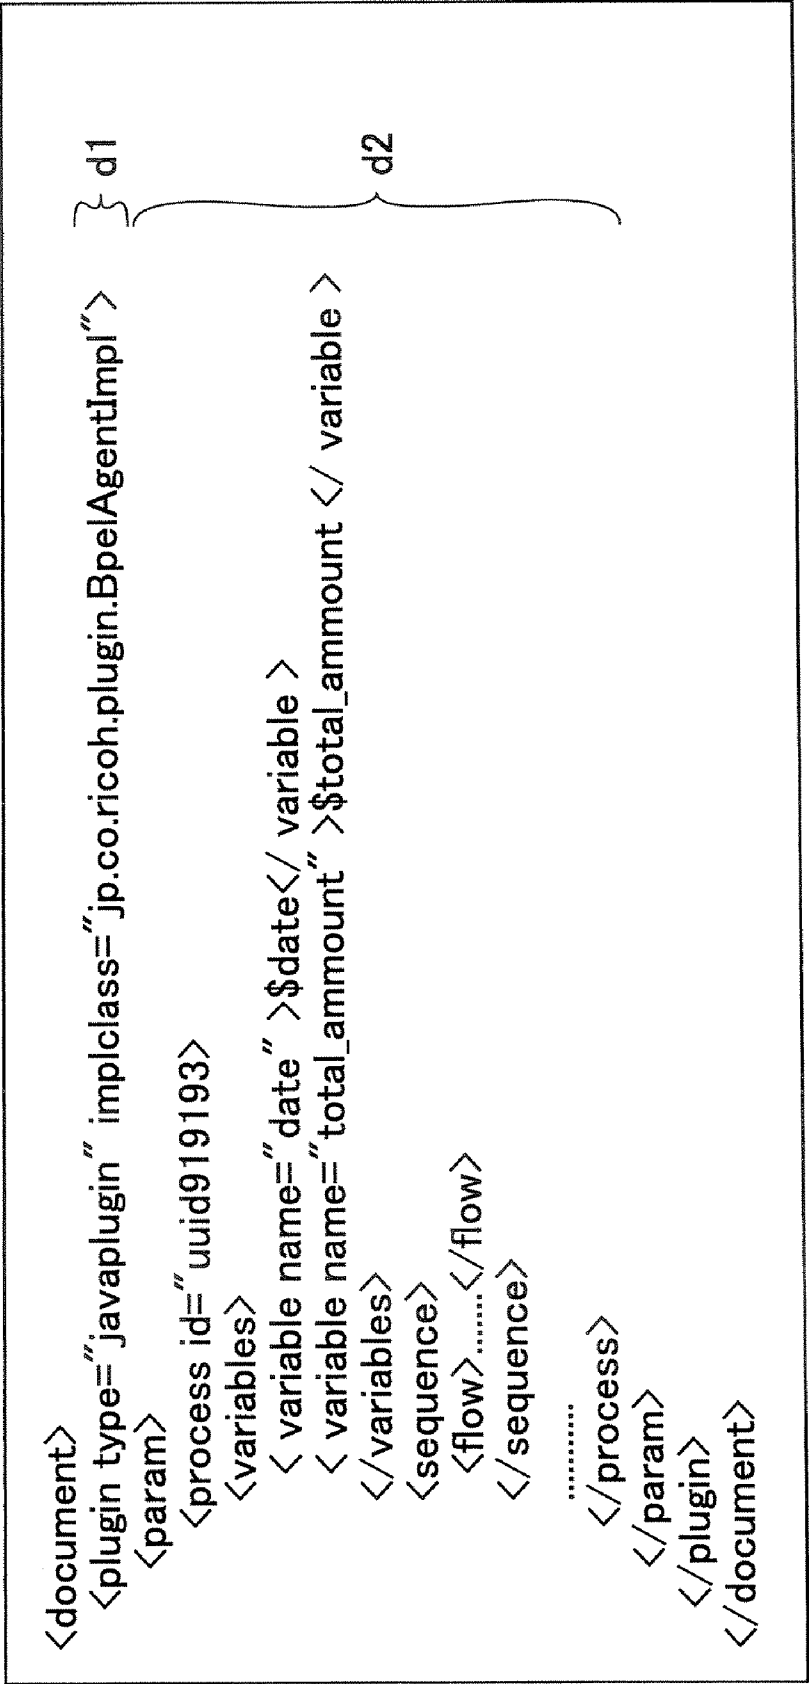 <document>
<plugin type="javaplugin" implclass="jp.co.ricoh.plugin.BpelAgentImpl">
d1
<param>
<process id="uuid919193>
<variables>
< variable name="date" >$date</ variable >
< variable name="total_ammount" >$total_ammount </ variable >
d2
</variables>
<sequence>
<flow>.......</flow>
</sequence>
...........
</process>
</param>
</plugin>
</document>